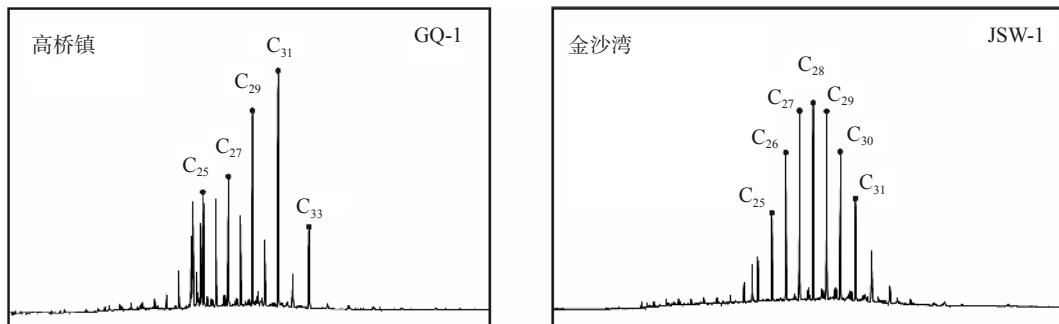 高桥镇
GQ-1
C₃₁
C₂₉
C₂₇
C₂₅
C₃₃
金沙湾
JSW-1
C₂₈
C₂₇
C₂₉
C₂₆
C₃₀
C₃₁
C₂₅